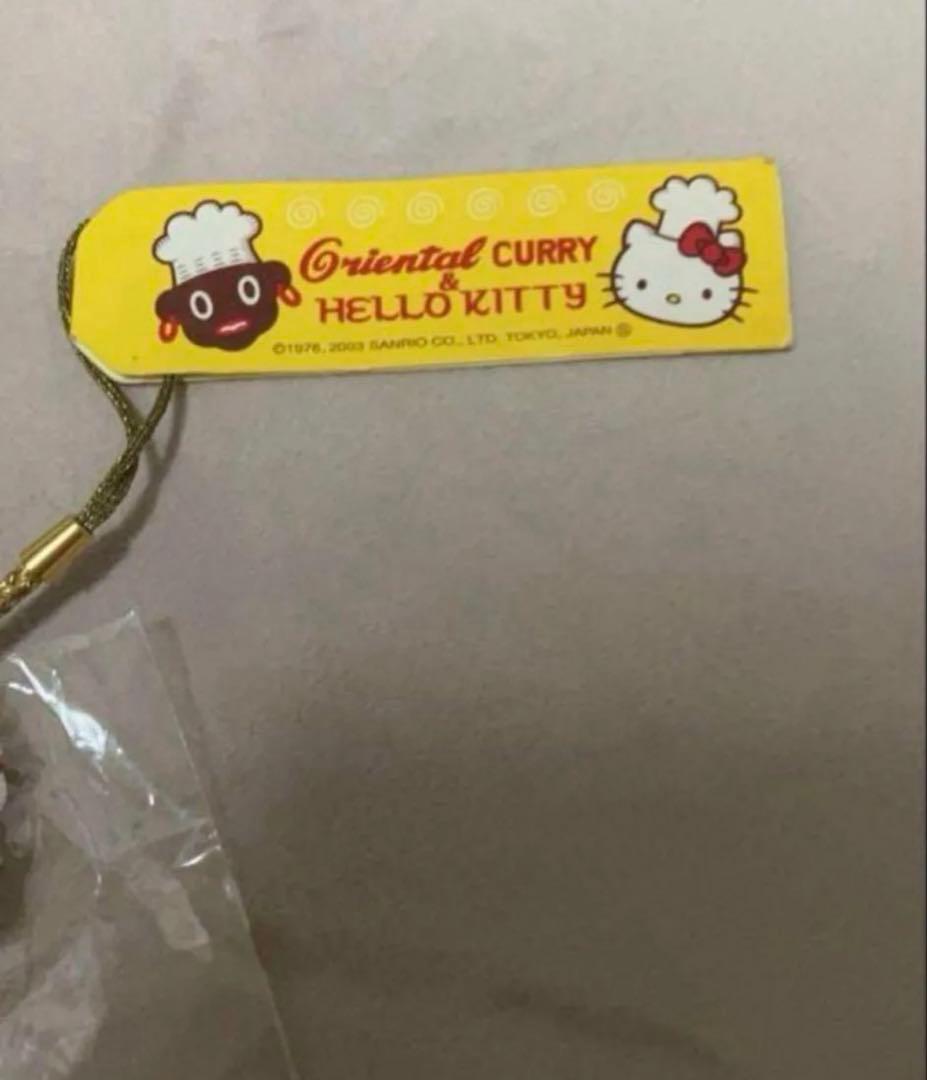 Oriental CURRY
&
HELLO KITTY
©1976, 2003 SANRIO CO., LTD. TOKYO, JAPAN Ⓢ